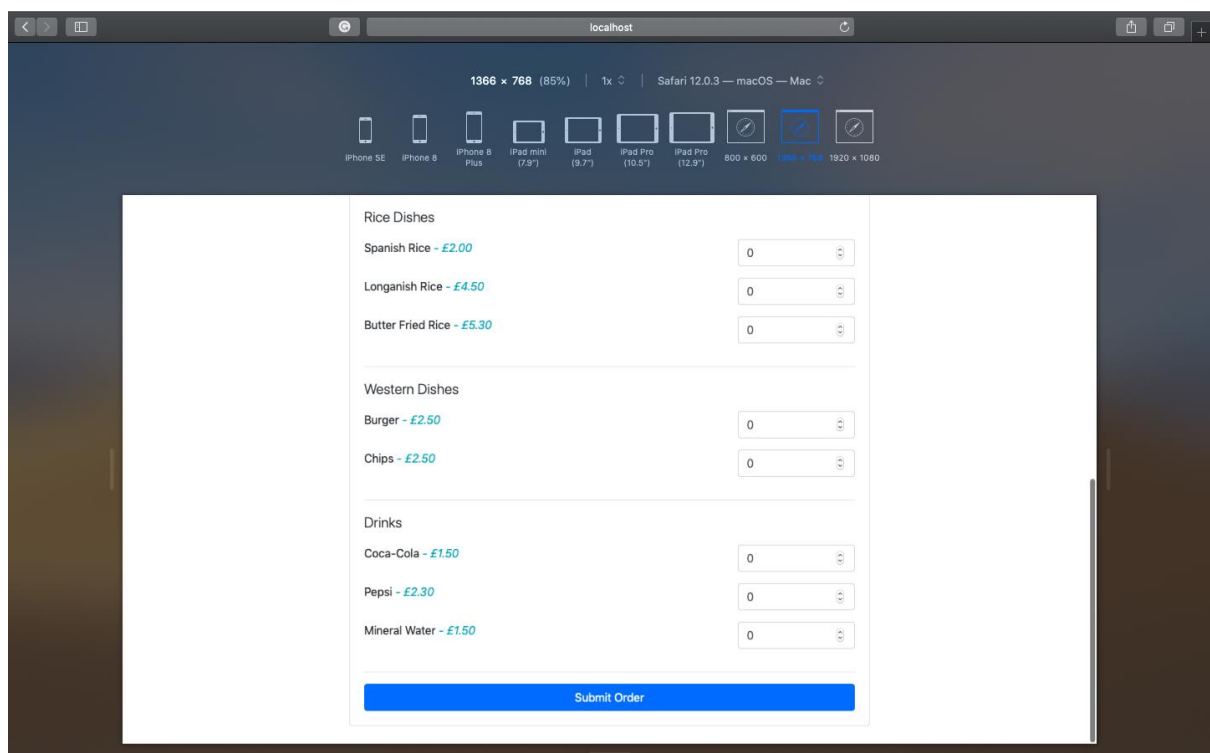 localhost
1366 × 768 (85%) | 1x | Safari 12.0.3 — macOS — Mac
iPhone SE
iPhone 8
iPhone 8 Plus
iPad mini (7.9")
iPad (9.7")
iPad Pro (10.5")
iPad Pro (12.9")
800 × 600
1366 × 768
1920 × 1080
Rice Dishes
Spanish Rice - £2.00 0
Longanish Rice - £4.50 0
Butter Fried Rice - £5.30 0
Western Dishes
Burger - £2.50 0
Chips - £2.50 0
Drinks
Coca-Cola - £1.50 0
Pepsi - £2.30 0
Mineral Water - £1.50 0
Submit Order